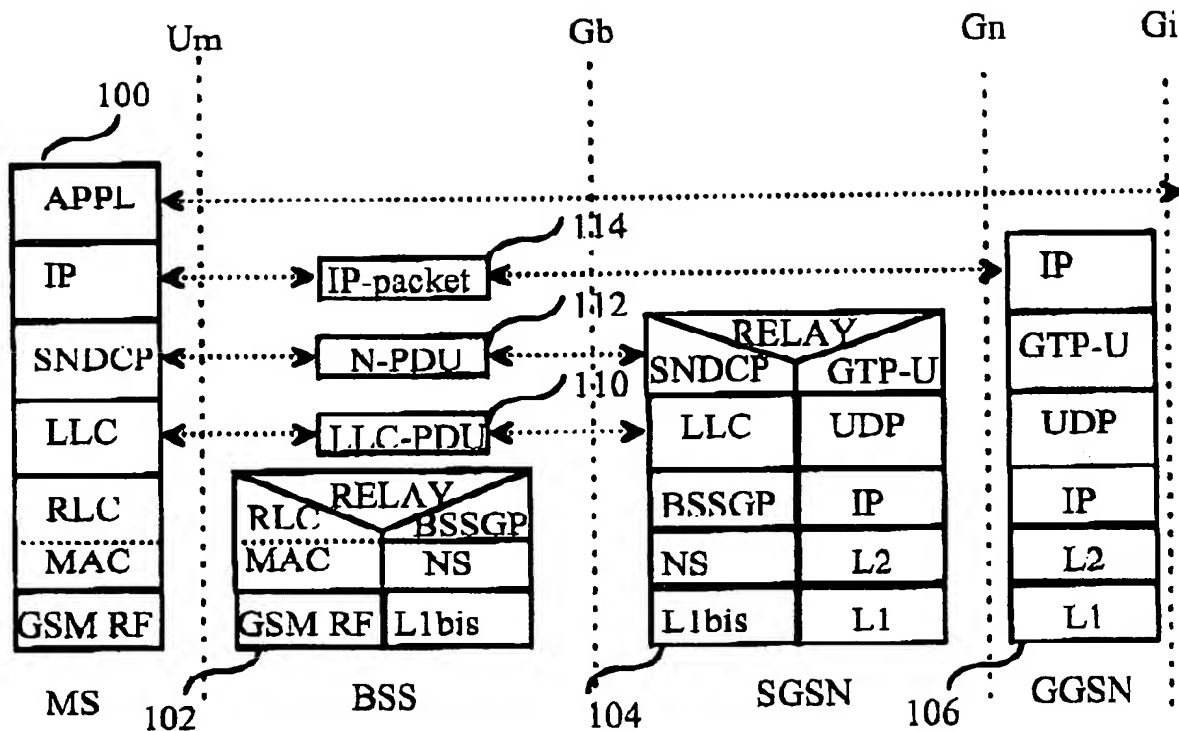 Um Gb Gn Gi
100
APPL
114
IP IP-packet IP
112
RELAY
SNDCP N-PDU SNDCP GTP-U GTP-U
110
LLC LLC-PDU LLC UDP UDP
RELAY
RLC RLC BSSGP BSSGP IP IP
MAC MAC NS NS L2 L2
GSM RF GSM RF L1bis L1bis L1 L1
MS 102 BSS 104 SGSN 106 GGSN